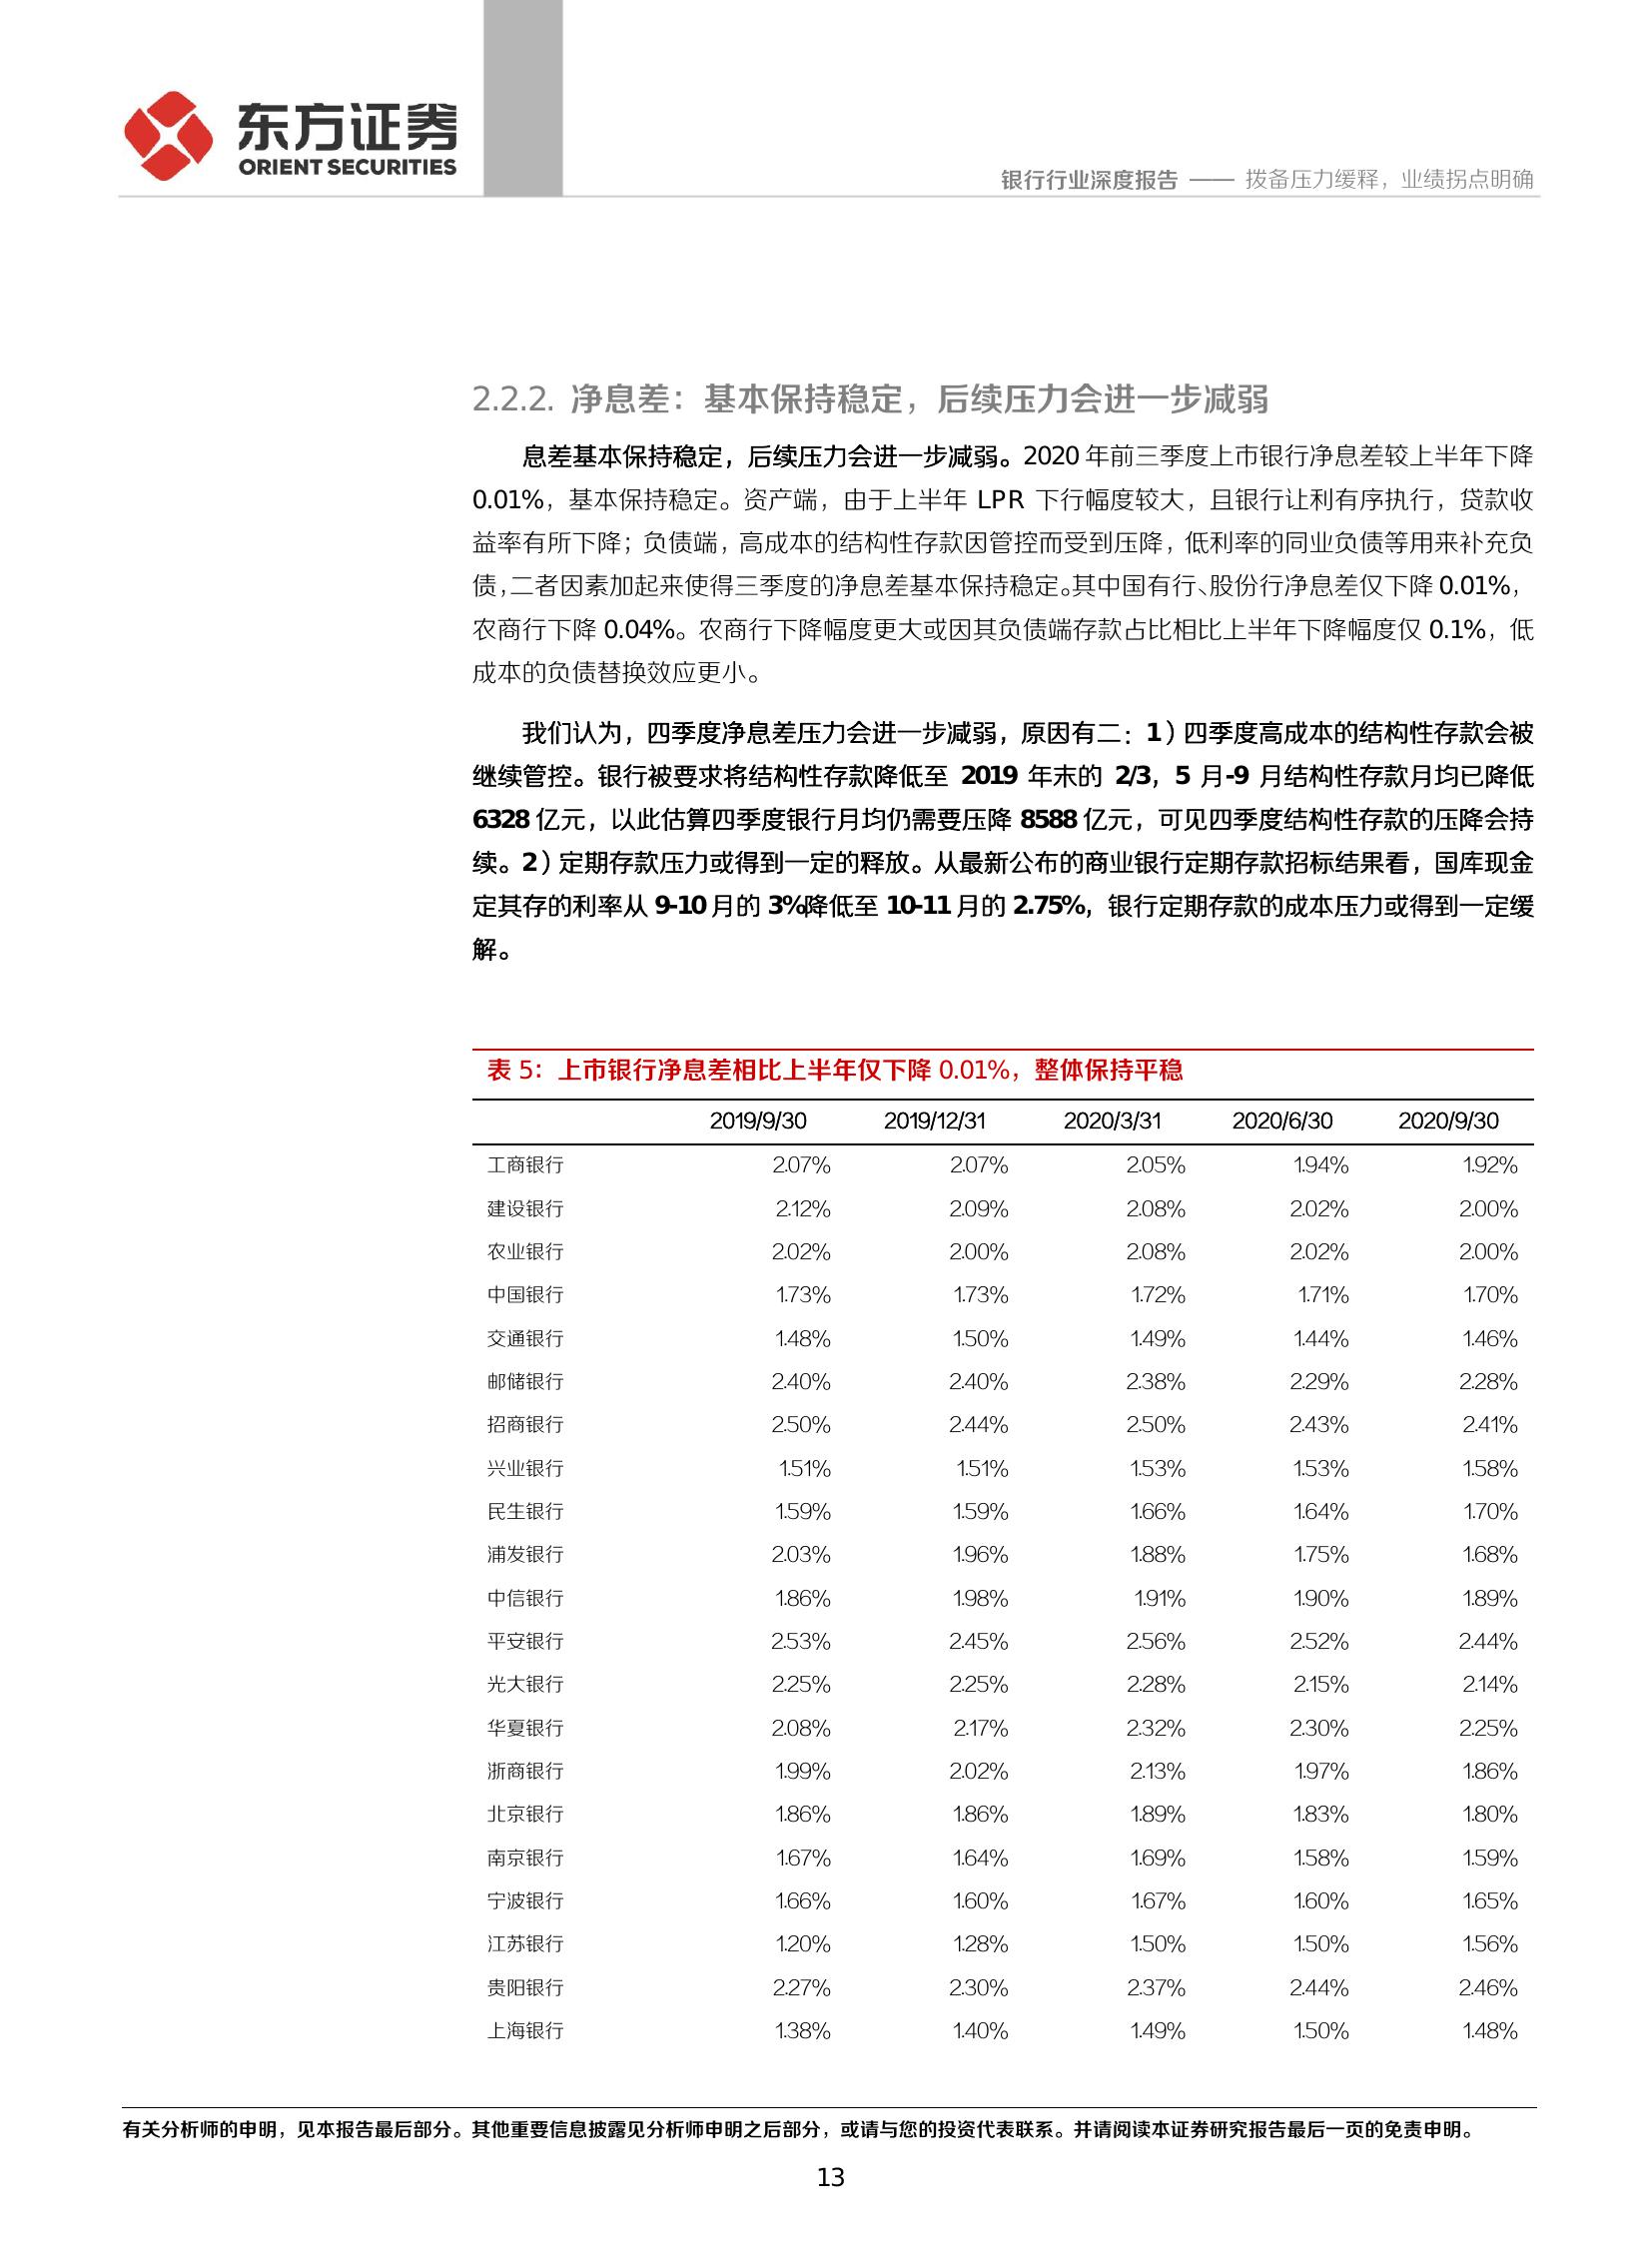 东方证券
ORIENT SECURITIES
银行行业深度报告 —— 拨备压力缓释，业绩拐点明确
2.2.2. 净息差：基本保持稳定，后续压力会进一步减弱
息差基本保持稳定，后续压力会进一步减弱。2020 年前三季度上市银行净息差较上半年下降
0.01%，基本保持稳定。资产端，由于上半年 LPR 下行幅度较大，且银行让利有序执行，贷款收
益率有所下降；负债端，高成本的结构性存款因管控而受到压降，低利率的同业负债等用来补充负
债，二者因素加起来使得三季度的净息差基本保持稳定。其中国有行、股份行净息差仅下降 0.01%，
农商行下降 0.04%。农商行下降幅度更大或因其负债端存款占比相比上半年下降幅度仅 0.1%，低
成本的负债替换效应更小。
我们认为，四季度净息差压力会进一步减弱，原因有二：1）四季度高成本的结构性存款会被
继续管控。银行被要求将结构性存款降低至 2019 年末的 2/3，5 月-9 月结构性存款月均已降低
6328 亿元，以此估算四季度银行月均仍需要压降 8588 亿元，可见四季度结构性存款的压降会持
续。2）定期存款压力或得到一定的释放。从最新公布的商业银行定期存款招标结果看，国库现金
定其存的利率从 9-10 月的 3%降低至 10-11 月的 2.75%，银行定期存款的成本压力或得到一定缓
解。
表 5：上市银行净息差相比上半年仅下降 0.01%，整体保持平稳
2019/9/30 2019/12/31 2020/3/31 2020/6/30 2020/9/30
工商银行 2.07% 2.07% 2.05% 1.94% 1.92%
建设银行 2.12% 2.09% 2.08% 2.02% 2.00%
农业银行 2.02% 2.00% 2.08% 2.02% 2.00%
中国银行 1.73% 1.73% 1.72% 1.71% 1.70%
交通银行 1.48% 1.50% 1.49% 1.44% 1.46%
邮储银行 2.40% 2.40% 2.38% 2.29% 2.28%
招商银行 2.50% 2.44% 2.50% 2.43% 2.41%
兴业银行 1.51% 1.51% 1.53% 1.53% 1.58%
民生银行 1.59% 1.59% 1.66% 1.64% 1.70%
浦发银行 2.03% 1.96% 1.88% 1.75% 1.68%
中信银行 1.86% 1.98% 1.91% 1.90% 1.89%
平安银行 2.53% 2.45% 2.56% 2.52% 2.44%
光大银行 2.25% 2.25% 2.28% 2.15% 2.14%
华夏银行 2.08% 2.17% 2.32% 2.30% 2.25%
浙商银行 1.99% 2.02% 2.13% 1.97% 1.86%
北京银行 1.86% 1.86% 1.89% 1.83% 1.80%
南京银行 1.67% 1.64% 1.69% 1.58% 1.59%
宁波银行 1.66% 1.60% 1.67% 1.60% 1.65%
江苏银行 1.20% 1.28% 1.50% 1.50% 1.56%
贵阳银行 2.27% 2.30% 2.37% 2.44% 2.46%
上海银行 1.38% 1.40% 1.49% 1.50% 1.48%
有关分析师的申明，见本报告最后部分。其他重要信息披露见分析师申明之后部分，或请与您的投资代表联系。并请阅读本证券研究报告最后一页的免责申明。
13